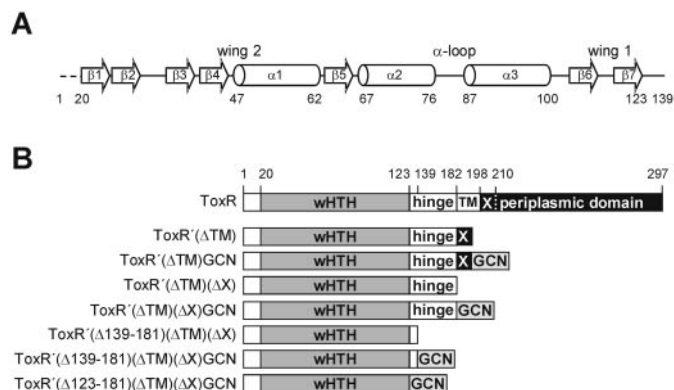 A
wing 2 α-loop wing 1
β1 β2 β3 β4 α1 β5 α2 α3 β6 β7
1 20 47 62 67 76 87 100 123 139
B
1 20 123 139 182 198 210 297
ToxR wHTH hinge TM X periplasmic domain
ToxR´(ΔTM) wHTH hinge X
ToxR´(ΔTM)GCN wHTH hinge X GCN
ToxR´(ΔTM)(ΔX) wHTH hinge
ToxR´(ΔTM)(ΔX)GCN wHTH hinge GCN
ToxR´(Δ139-181)(ΔTM)(ΔX) wHTH
ToxR´(Δ139-181)(ΔTM)(ΔX)GCN wHTH GCN
ToxR´(Δ123-181)(ΔTM)(ΔX)GCN wHTH GCN